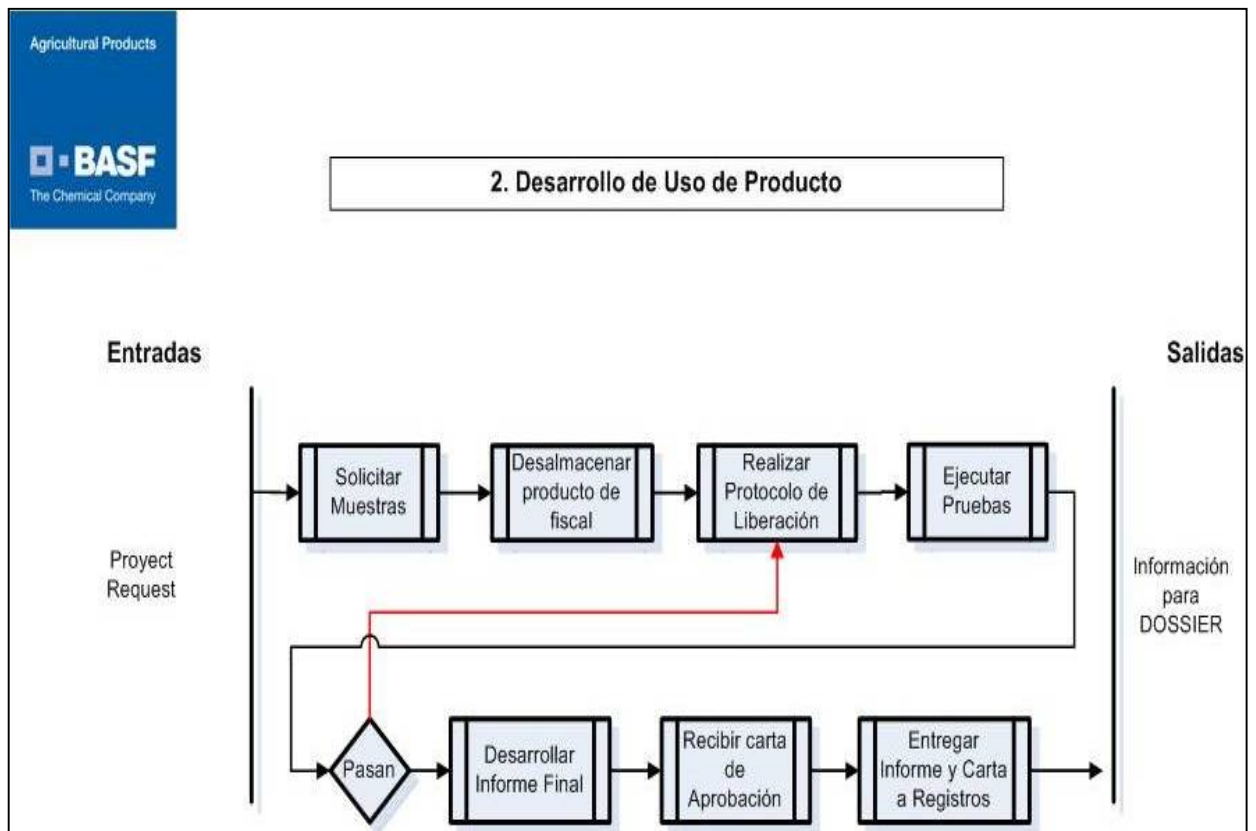 Agricultural Products
BASF
The Chemical Company
2. Desarrollo de Uso de Producto
Entradas
Salidas
Solicitar
Muestras
Desalmacenar
producto de
fiscal
Realizar
Protocolo de
Liberación
Ejecutar
Pruebas
Proyect
Request
Información
para
DOSSIER
Pasan
Desarrollar
Informe Final
Recibir carta
de
Aprobación
Entregar
Informe y Carta
a Registros